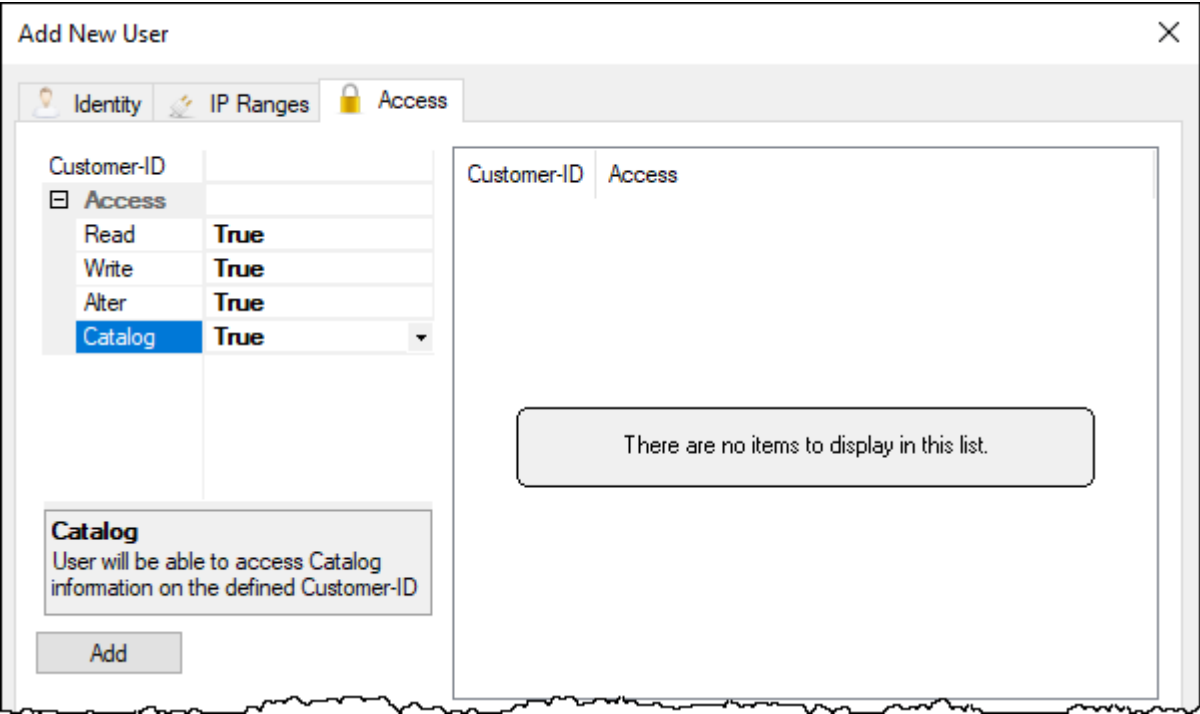 Add New User
Identity
IP Ranges
Access
Customer-ID
Access
Read True
Write True
Alter True
Catalog True
Catalog
User will be able to access Catalog
information on the defined Customer-ID
Add
Customer-ID Access
There are no items to display in this list.